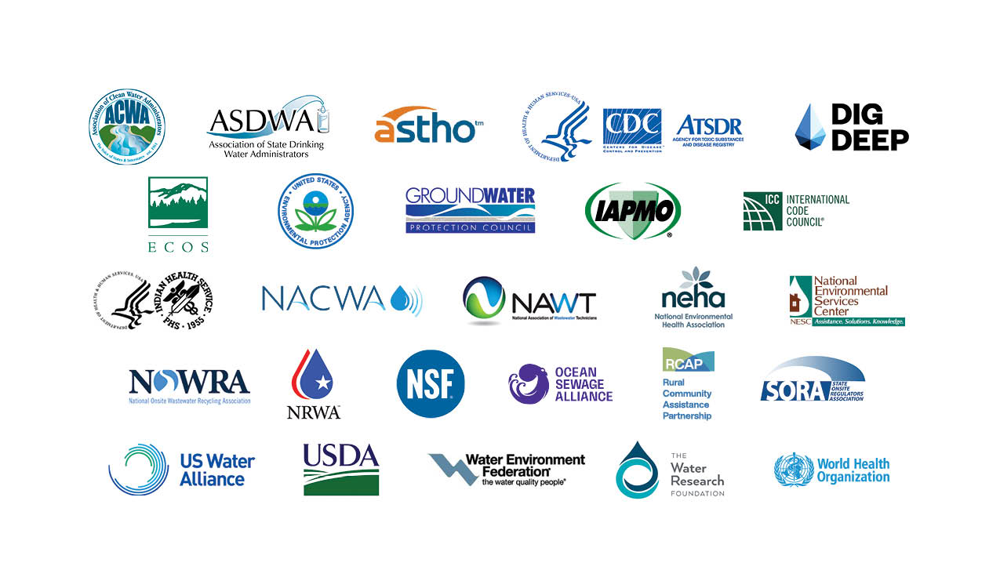 Association of Clean Water Administrators
ACWA
The Voice of States & Interstates - Est. 1961
ASDWA
Association of State Drinking
Water Administrators
astho™
DEPARTMENT OF HEALTH & HUMAN SERVICES·USA
CDC
CENTERS FOR DISEASE™
CONTROL AND PREVENTION
ATSDR
AGENCY FOR TOXIC SUBSTANCES
AND DISEASE REGISTRY
DIG
DEEP
ECOS
UNITED STATES
ENVIRONMENTAL PROTECTION AGENCY
GROUNDWATER
PROTECTION COUNCIL
IAPMO®
ICC
INTERNATIONAL
CODE
COUNCIL®
DEPARTMENT OF HEALTH & HUMAN SERVICES, USA
INDIAN HEALTH SERVICE
PHS · 1955
NACWA
NAWT
National Association of Wastewater Technicians
neha
National Environmental
Health Association
National
Environmental
Services
Center
NESC Assistance. Solutions. Knowledge.
NOWRA
National Onsite Wastewater Recycling Association
NRWA™
NSF®
OCEAN
SEWAGE
ALLIANCE
RCAP
Rural
Community
Assistance
Partnership
SORA
STATE
ONSITE
REGULATORS
ASSOCIATION
US Water
Alliance
USDA
Water Environment
Federation®
the water quality people®
THE
Water
Research
FOUNDATION
World Health
Organization